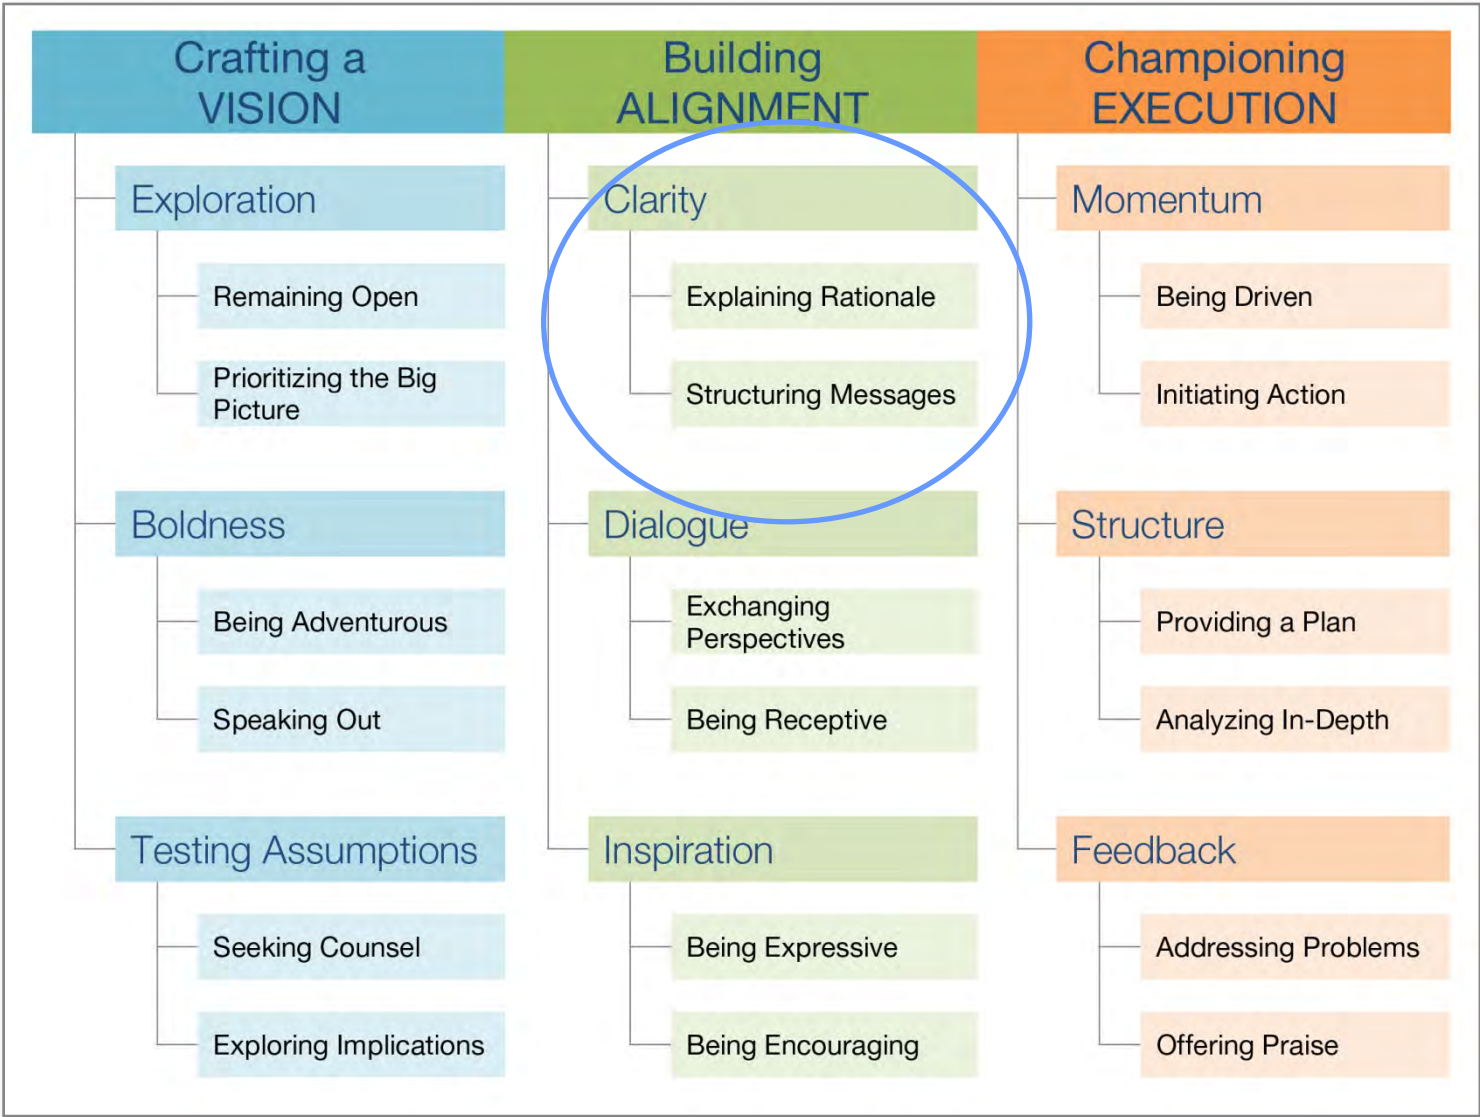 Crafting a
VISION
Exploration
Remaining Open
Prioritizing the Big
Picture
Boldness
Being Adventurous
Speaking Out
Testing Assumptions
Seeking Counsel
Exploring Implications
Building
ALIGNMENT
Clarity
Explaining Rationale
Structuring Messages
Dialogue
Exchanging
Perspectives
Being Receptive
Inspiration
Being Expressive
Being Encouraging
Championing
EXECUTION
Momentum
Being Driven
Initiating Action
Structure
Providing a Plan
Analyzing In-Depth
Feedback
Addressing Problems
Offering Praise